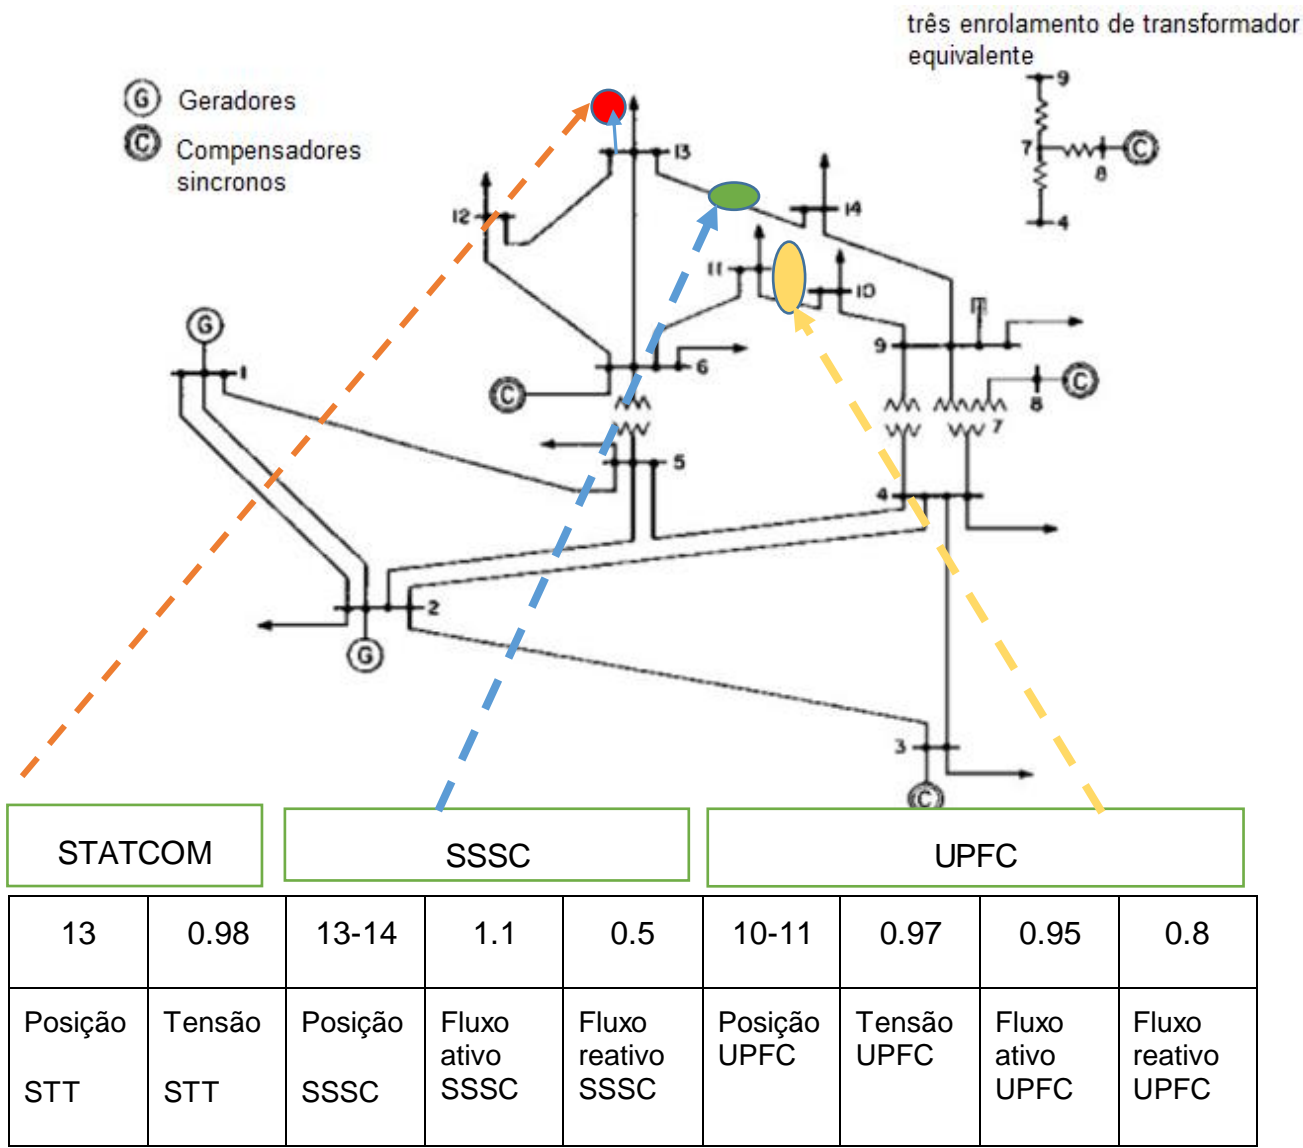 três enrolamento de transformador
equivalente
9
7
8
C
4
G Geradores
C Compensadores
sincronos
13
12
14
11
10
G
1
9
6
C
8
C
7
5
4
2
G
3
C
STATCOM
SSSC
UPFC
13 0.98 13-14 1.1 0.5 10-11 0.97 0.95 0.8
Posição Tensão Posição Fluxo Fluxo Posição Tensão Fluxo Fluxo
ativo reativo UPFC UPFC ativo reativo
STT STT SSSC SSSC SSSC UPFC UPFC